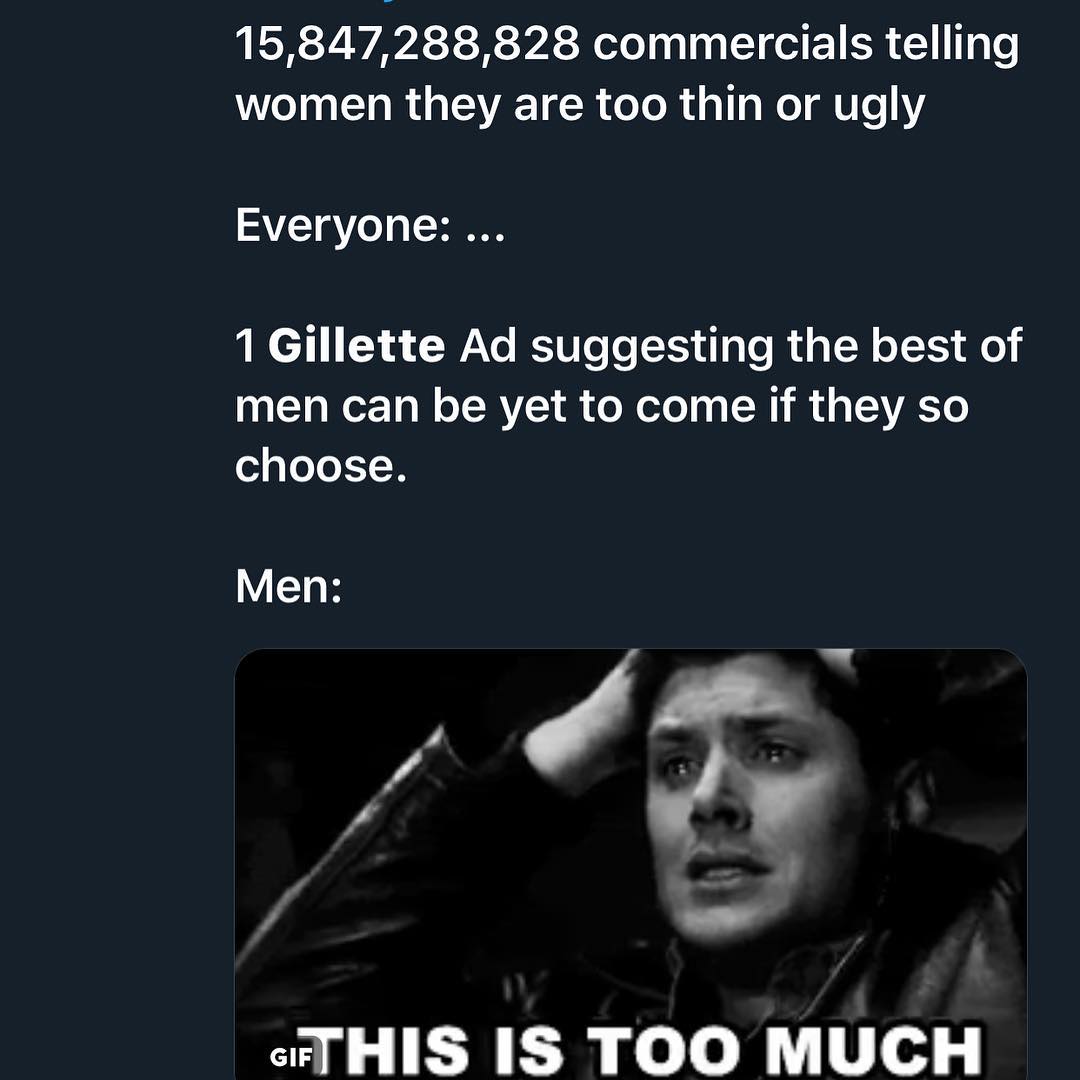 15,847,288,828 commercials telling
women they are too thin or ugly
Everyone: ...
1 Gillette Ad suggesting the best of
men can be yet to come if they so
choose.
Men:
GIF
THIS IS TOO MUCH